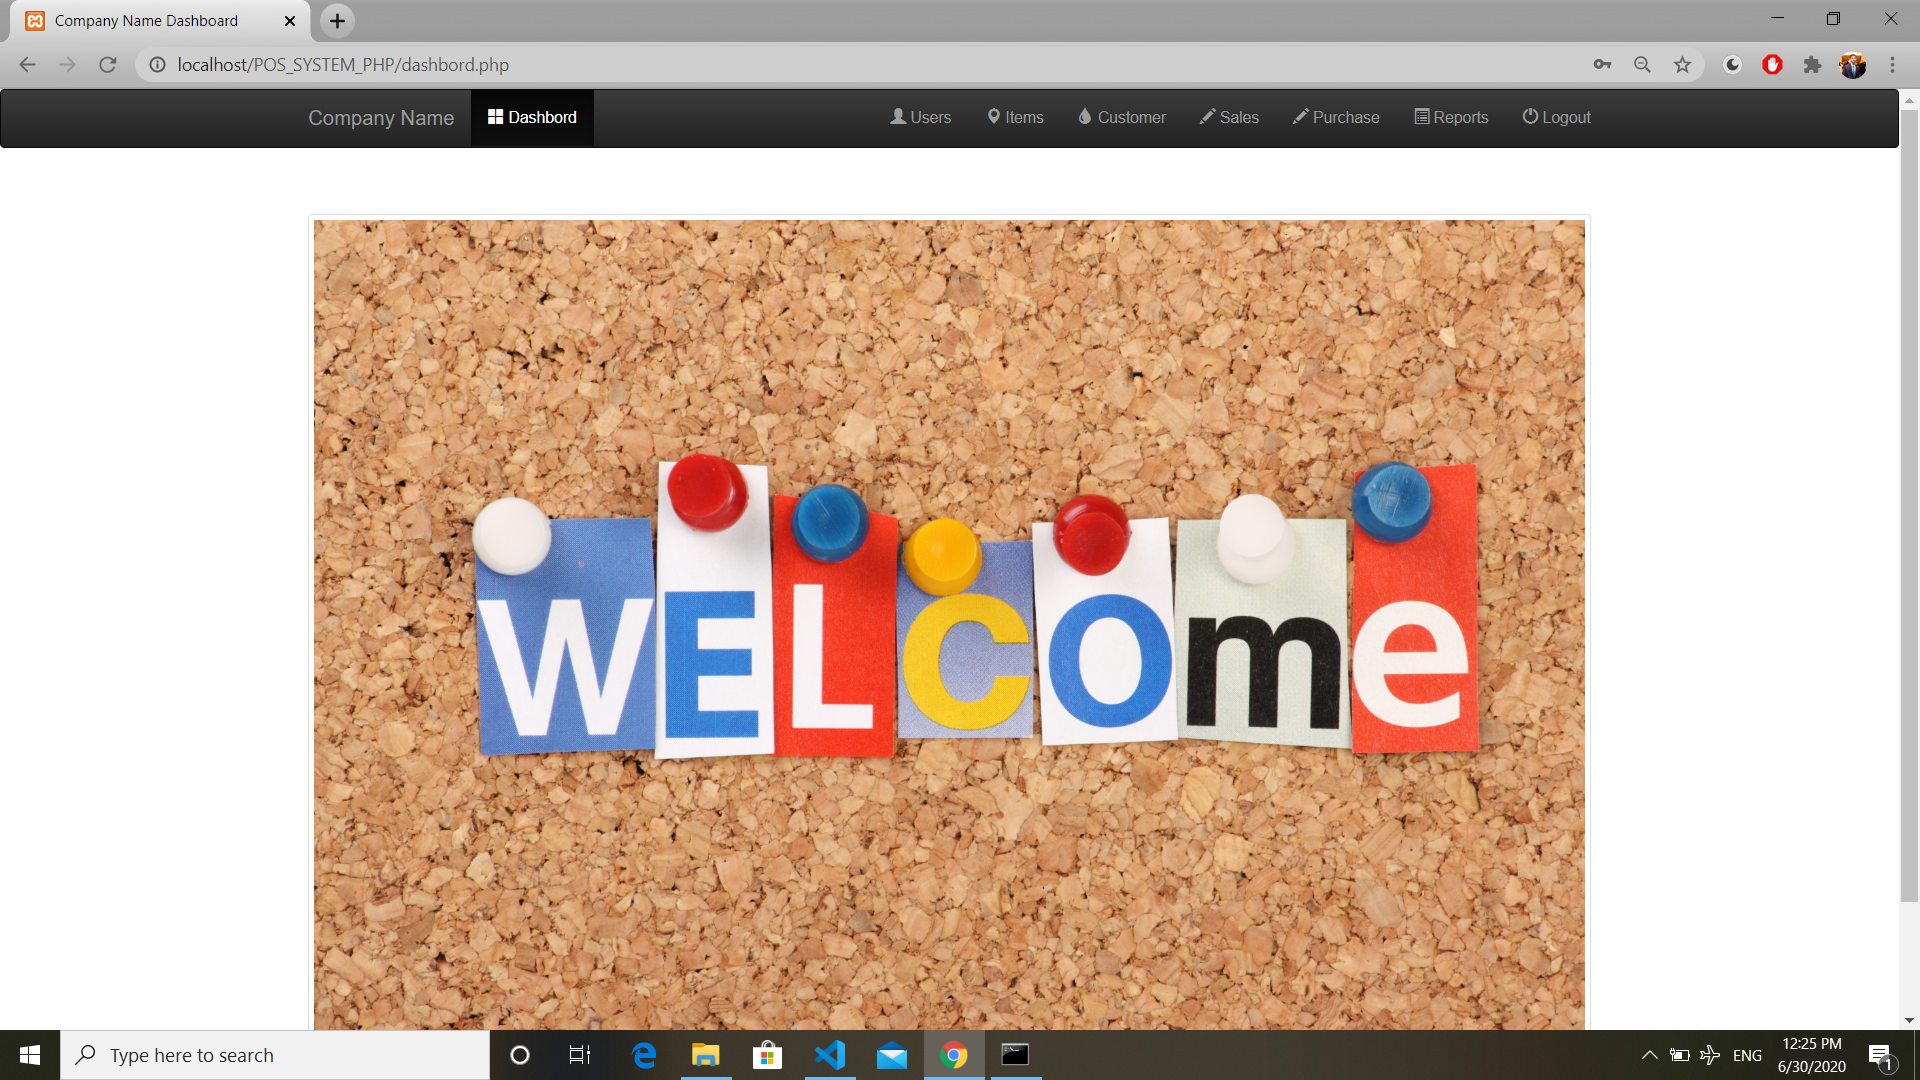 Company Name Dashboard
localhost/POS_SYSTEM_PHP/dashbord.php
Company Name Dashbord Users Items Customer Sales Purchase Reports Logout
WELCOme
Type here to search
ENG
12:25 PM
6/30/2020
1